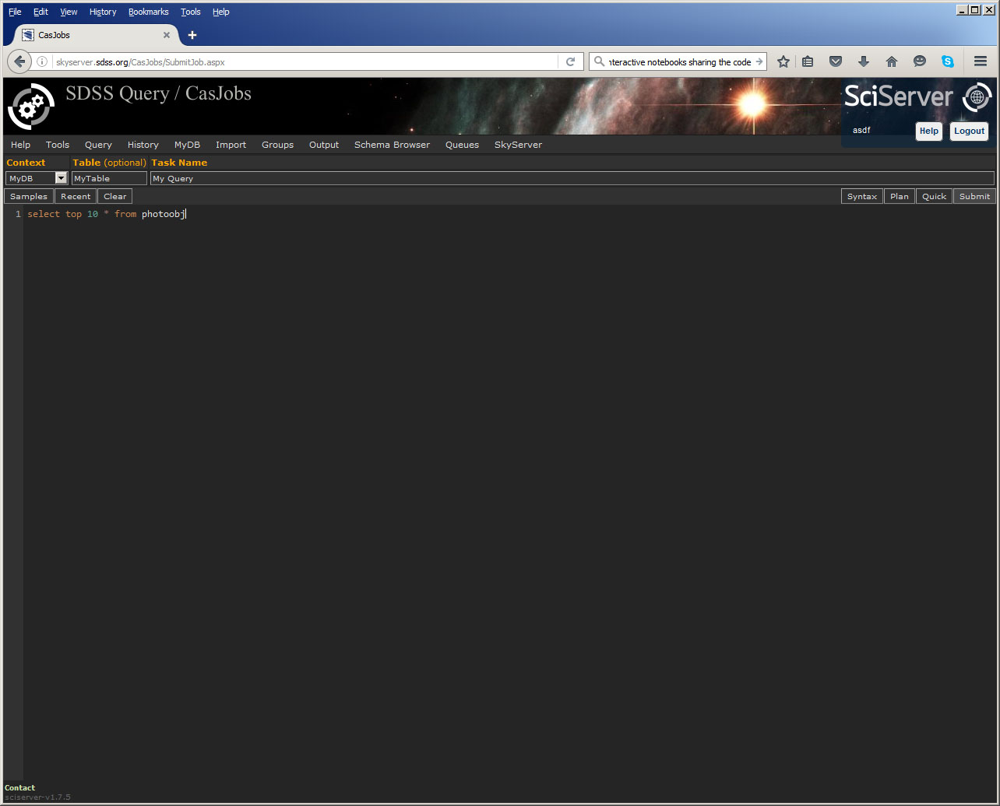 File Edit View History Bookmarks Tools Help
CasJobs
skyserver.sdss.org/CasJobs/SubmitJob.aspx
nteractive notebooks sharing the code
SDSS Query / CasJobs
SciServer
asdf Help Logout
Help Tools Query History MyDB Import Groups Output Schema Browser Queues SkyServer
Context Table (optional) Task Name
MyDB MyTable My Query
Samples Recent Clear Syntax Plan Quick Submit
1 select top 10 * from photoobj
Contact
sciserver-v1.7.5